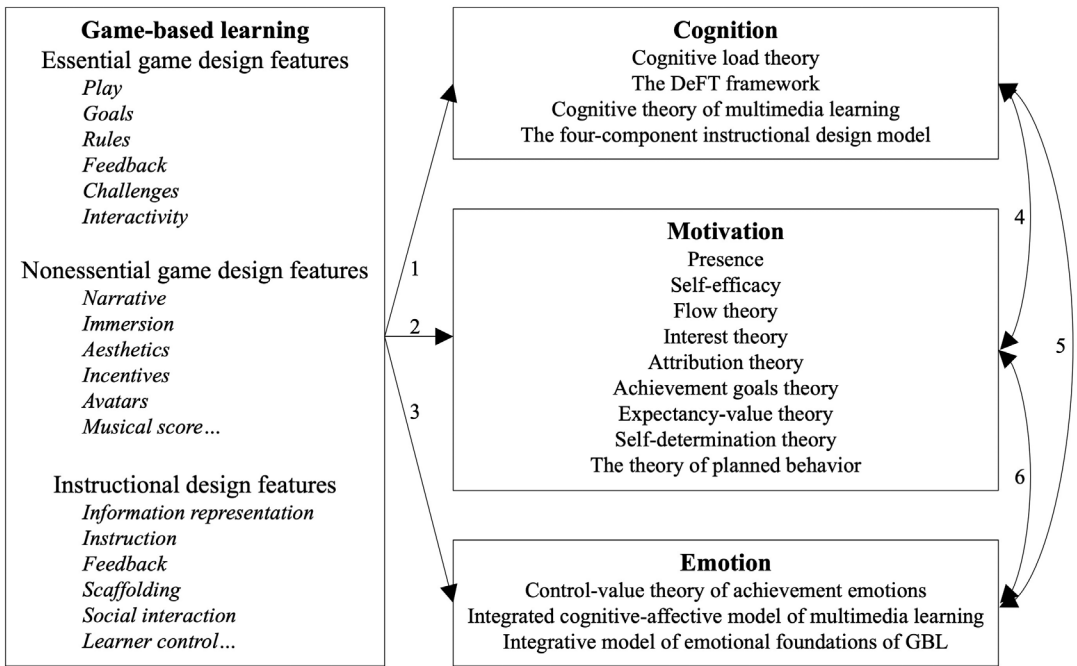 Game-based learning
Essential game design features
Play
Goals
Rules
Feedback
Challenges
Interactivity
Nonessential game design features
Narrative
Immersion
Aesthetics
Incentives
Avatars
Musical score…
Instructional design features
Information representation
Instruction
Feedback
Scaffolding
Social interaction
Learner control…
1
2
3
Cognition
Cognitive load theory
The DeFT framework
Cognitive theory of multimedia learning
The four-component instructional design model
Motivation
Presence
Self-efficacy
Flow theory
Interest theory
Attribution theory
Achievement goals theory
Expectancy-value theory
Self-determination theory
The theory of planned behavior
Emotion
Control-value theory of achievement emotions
Integrated cognitive-affective model of multimedia learning
Integrative model of emotional foundations of GBL
4
5
6